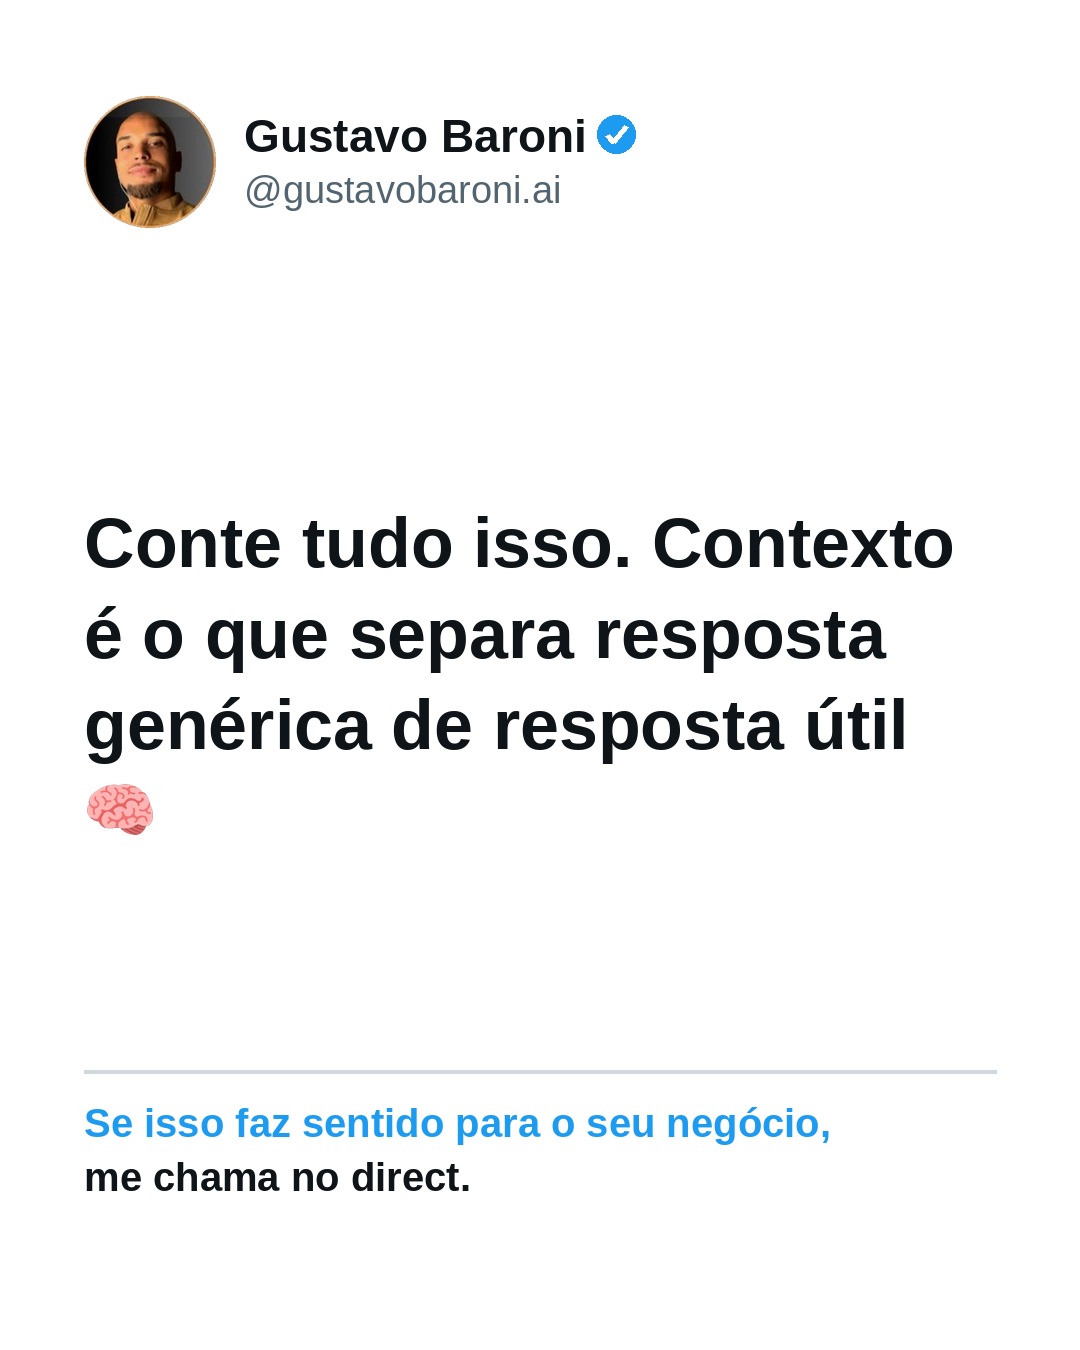 Gustavo Baroni
@gustavobaroni.ai
Conte tudo isso. Contexto
é o que separa resposta
genérica de resposta útil
🧠
Se isso faz sentido para o seu negócio,
me chama no direct.